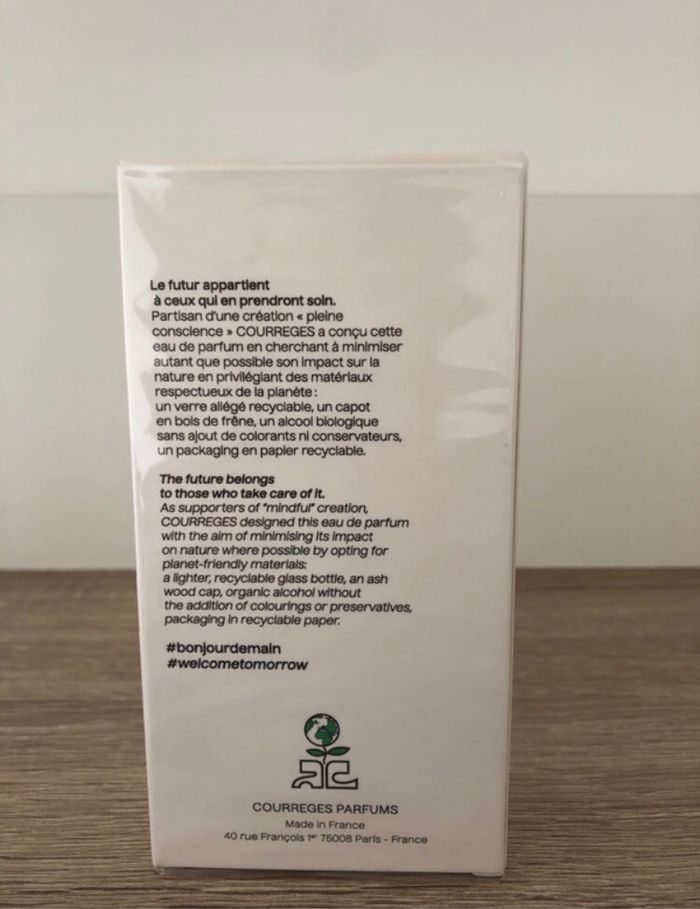 Le futur appartient
à ceux qui en prendront soin.
Partisan d'une création « pleine
conscience » COURREGES a conçu cette
eau de parfum en cherchant à minimiser
autant que possible son impact sur la
nature en privilégiant des matériaux
respectueux de la planète :
un verre allégé recyclable, un capot
en bois de frêne, un alcool biologique
sans ajout de colorants ni conservateurs,
un packaging en papier recyclable.
The future belongs
to those who take care of it.
As supporters of "mindful" creation,
COURREGES designed this eau de parfum
with the aim of minimising its impact
on nature where possible by opting for
planet-friendly materials:
a lighter, recyclable glass bottle, an ash
wood cap, organic alcohol without
the addition of colourings or preservatives,
packaging in recyclable paper.
#bonjourdemain
#welcometomorrow
COURREGES PARFUMS
Made in France
40 rue François 1er 75008 Paris - France